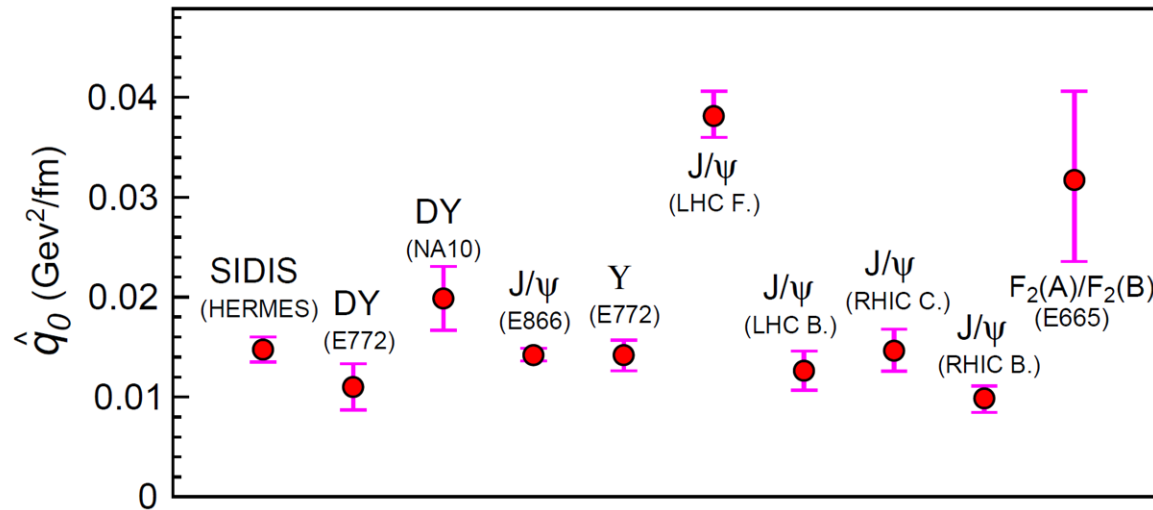 0.04
0.03
0.02
0.01
0
q̂₀ (Gev²/fm)
SIDIS
(HERMES)
DY
(E772)
DY
(NA10)
J/ψ
(E866)
Υ
(E772)
J/ψ
(LHC F.)
J/ψ
(LHC B.)
J/ψ
(RHIC C.)
J/ψ
(RHIC B.)
F₂(A)/F₂(B)
(E665)